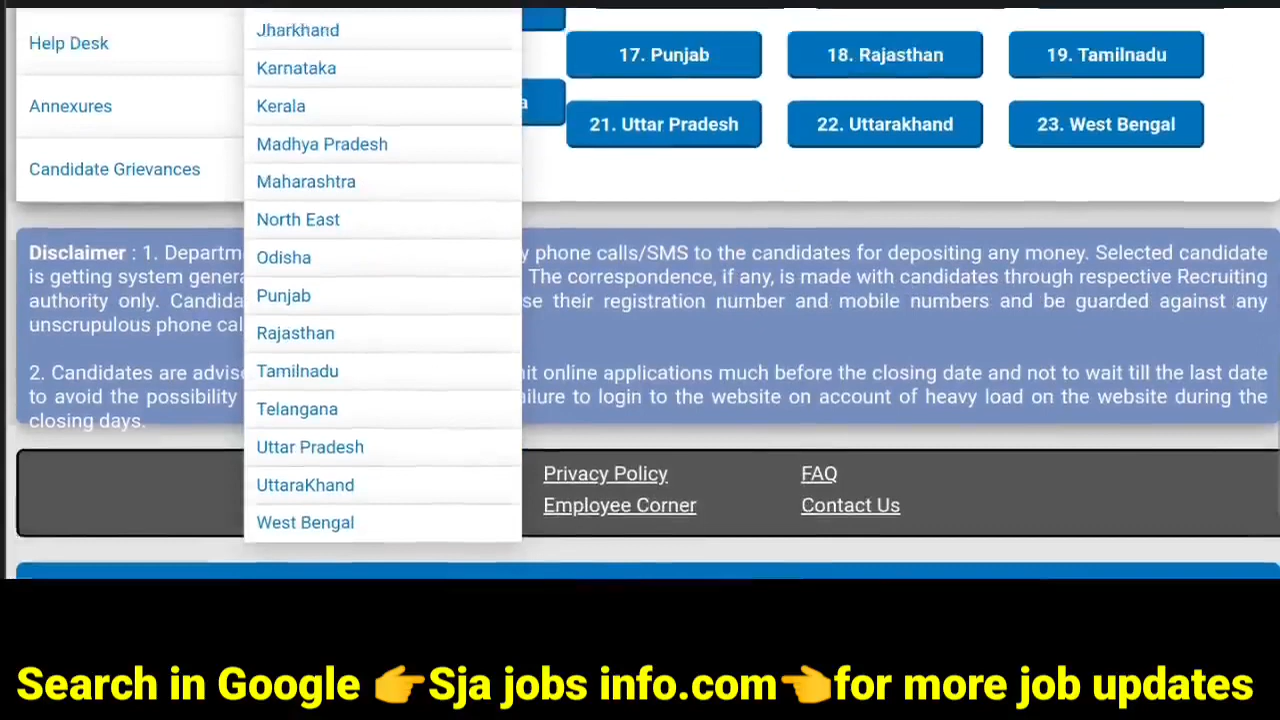 Help Desk
Annexures
Candidate Grievances
Jharkhand
Karnataka
Kerala
Madhya Pradesh
Maharashtra
North East
Odisha
Punjab
Rajasthan
Tamilnadu
Telangana
Uttar Pradesh
UttaraKhand
West Bengal
a
17. Punjab 18. Rajasthan 19. Tamilnadu
21. Uttar Pradesh 22. Uttarakhand 23. West Bengal
Disclaimer : 1. Departm y phone calls/SMS to the candidates for depositing any money. Selected candidate
is getting system genera The correspondence, if any, is made with candidates through respective Recruiting
authority only. Candida se their registration number and mobile numbers and be guarded against any
unscrupulous phone cal
2. Candidates are advise it online applications much before the closing date and not to wait till the last date
to avoid the possibility ailure to login to the website on account of heavy load on the website during the
closing days.
Privacy Policy FAQ
Employee Corner Contact Us
Search in Google 👉Sja jobs info.com👈for more job updates